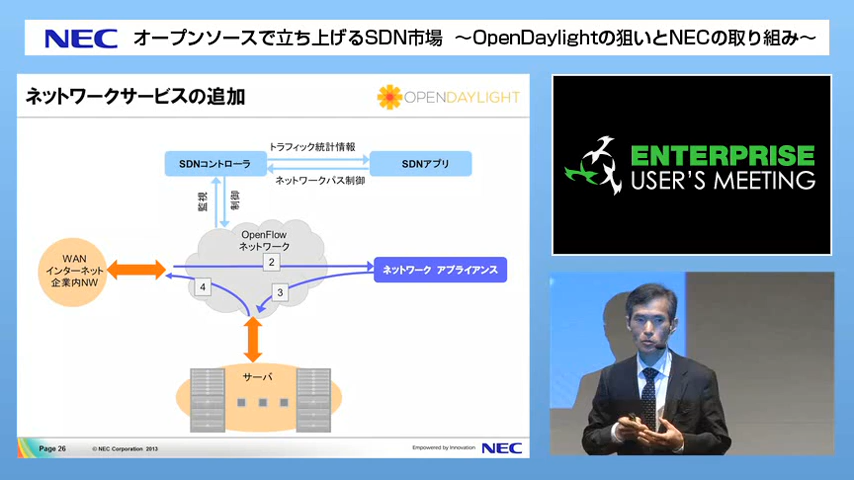 NEC オープンソースで立ち上げるSDN市場 ～OpenDaylightの狙いとNECの取り組み～
ネットワークサービスの追加
OPENDAYLIGHT
ENTERPRISE
USER'S MEETING
トラフィック統計情報
SDNコントローラ
SDNアプリ
ネットワークパス制御
監視
制御
OpenFlow
ネットワーク
WAN
インターネット
企業内NW
2
ネットワーク アプライアンス
4
3
サーバ
Page 26
© NEC Corporation 2013
Empowered by Innovation
NEC